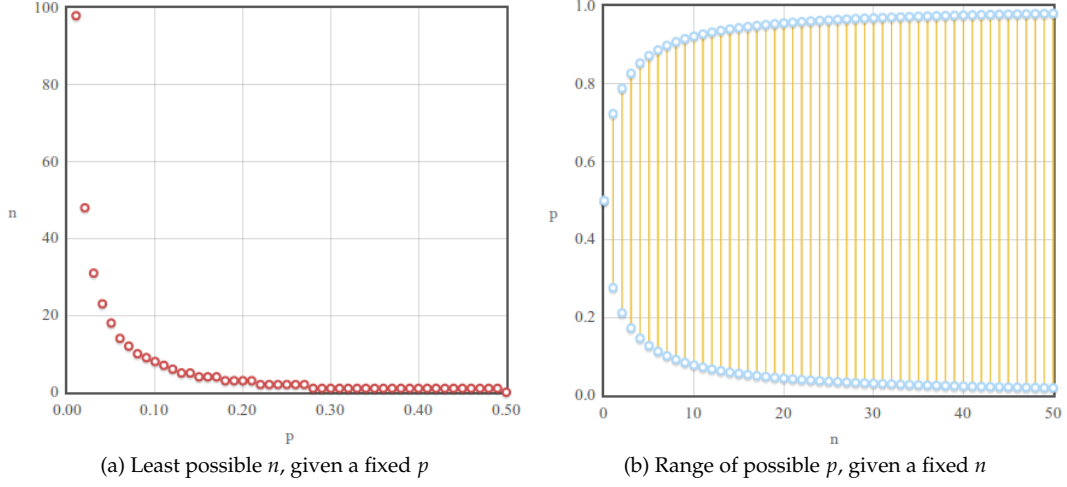 100
80
60
n
40
20
0
0.00 0.10 0.20 0.30 0.40 0.50
p
(a) Least possible n, given a fixed p
1.0
0.8
0.6
p
0.4
0.2
0.0
0 10 20 30 40 50
n
(b) Range of possible p, given a fixed n